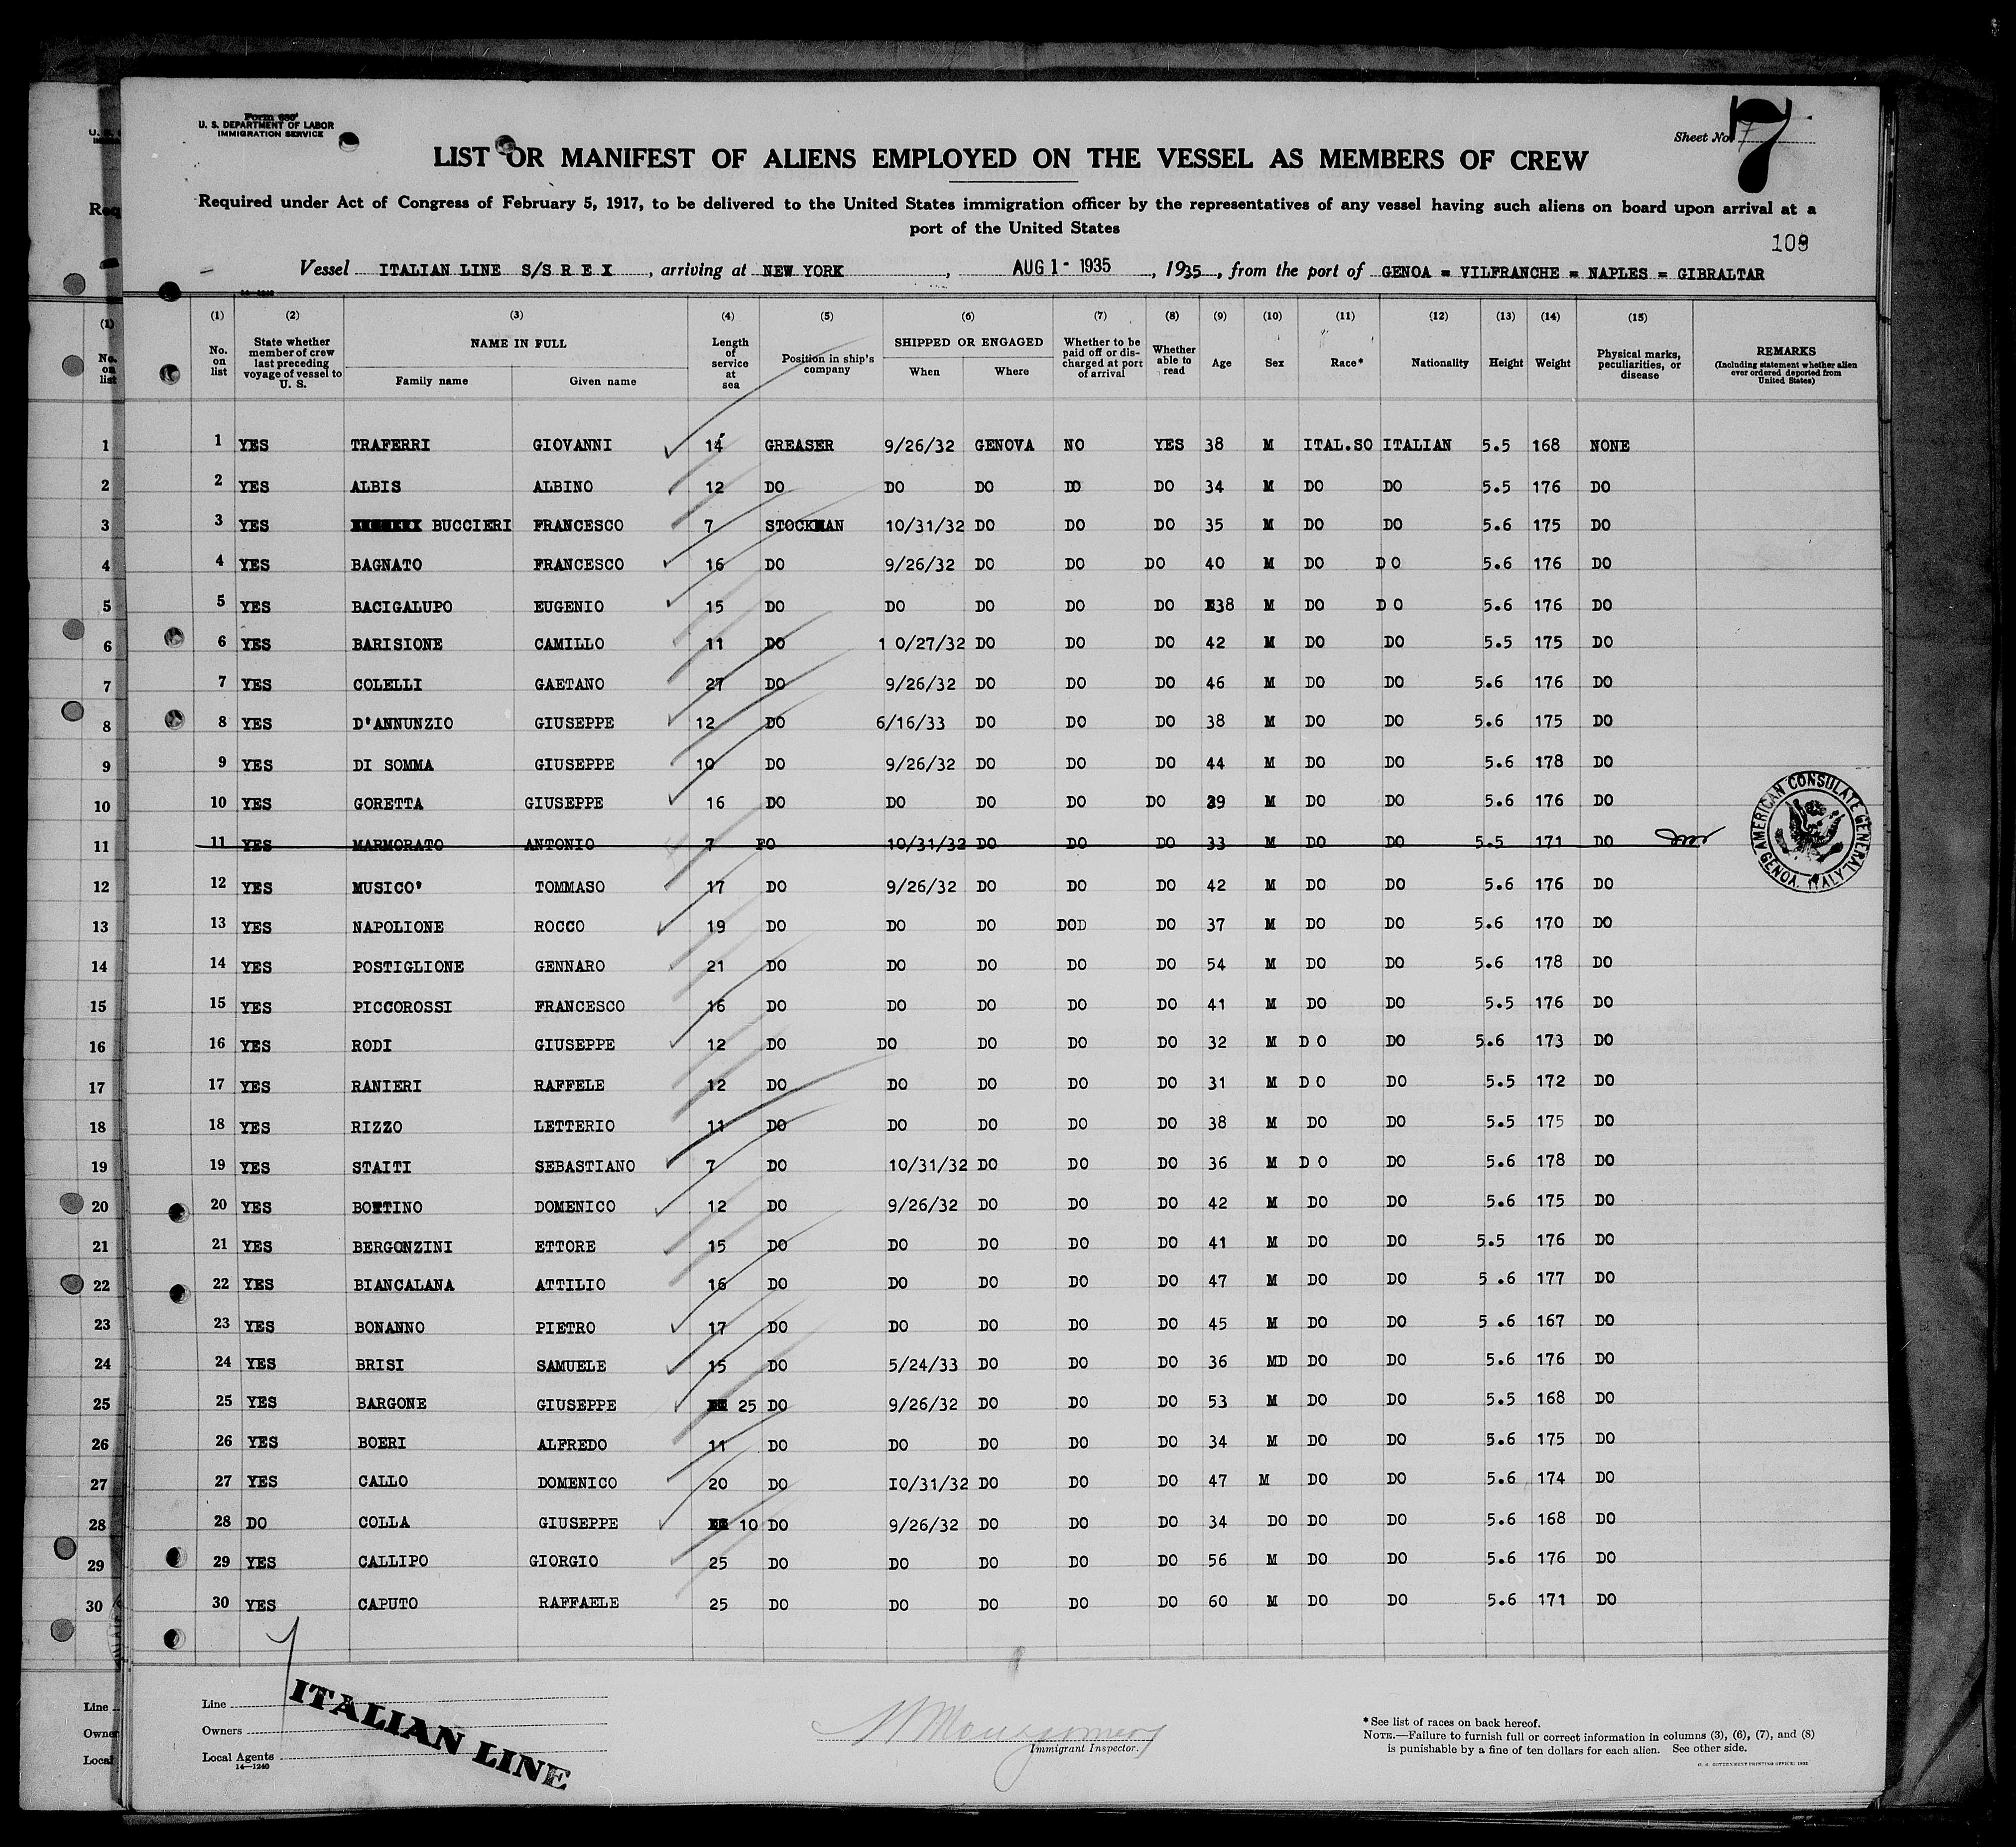 Form 680
U. S. DEPARTMENT OF LABOR
IMMIGRATION SERVICE
Sheet No. 7
7
LIST OR MANIFEST OF ALIENS EMPLOYED ON THE VESSEL AS MEMBERS OF CREW
Required under Act of Congress of February 5, 1917, to be delivered to the United States immigration officer by the representatives of any vessel having such aliens on board upon arrival at a
port of the United States
109
Vessel ITALIAN LINE S/S R E X, arriving at NEW YORK, AUG 1 - 1935, 1935, from the port of GENOA = VILFRANCHE = NAPLES = GIBRALTAR
(1) (2) (3) (4) (5) (6) (7) (8) (9) (10) (11) (12) (13) (14) (15)
No. on list State whether member of crew last preceding voyage of vessel to U. S. NAME IN FULL Family name Given name Length of service at sea Position in ship's company SHIPPED OR ENGAGED When Where Whether to be paid off or discharged at port of arrival Whether able to read Age Sex Race* Nationality Height Weight Physical marks, peculiarities, or disease REMARKS (Including statement whether alien ever ordered deported from United States)
1 YES TRAFERRI GIOVANNI 14 GREASER 9/26/32 GENOVA NO YES 38 M ITAL.SO ITALIAN 5.5 168 NONE
2 YES ALBIS ALBINO 12 DO DO DO DO DO 34 M DO DO 5.5 176 DO
3 YES BUCCIERI FRANCESCO 7 STOCKMAN 10/31/32 DO DO DO 35 M DO DO 5.6 175 DO
4 YES BAGNATO FRANCESCO 16 DO 9/26/32 DO DO DO 40 M DO D O 5.6 176 DO
5 YES BACIGALUPO EUGENIO 15 DO DO DO DO DO 38 M DO D O 5.6 176 DO
6 YES BARISIONE CAMILLO 11 DO 1 0/27/32 DO DO DO 42 M DO DO 5.5 175 DO
7 YES COLELLI GAETANO 27 DO 9/26/32 DO DO DO 46 M DO DO 5.6 176 DO
8 YES D'ANNUNZIO GIUSEPPE 12 DO 6/16/33 DO DO DO 38 M DO DO 5.6 175 DO
9 YES DI SOMMA GIUSEPPE 10 DO 9/26/32 DO DO DO 44 M DO DO 5.6 178 DO
10 YES GORETTA GIUSEPPE 16 DO DO DO DO DO 39 M DO DO 5.6 176 DO
11 YES MARMORATO ANTONIO 7 FO 10/31/32 DO DO DO 33 M DO DO 5.5 171 DO
12 YES MUSICO' TOMMASO 17 DO 9/26/32 DO DO DO 42 M DO DO 5.6 176 DO
13 YES NAPOLIONE ROCCO 19 DO DO DO DOD DO 37 M DO DO 5.6 170 DO
14 YES POSTIGLIONE GENNARO 21 DO DO DO DO DO 54 M DO DO 5.6 178 DO
15 YES PICCOROSSI FRANCESCO 16 DO DO DO DO DO 41 M DO DO 5.5 176 DO
16 YES RODI GIUSEPPE 12 DO DO DO DO DO 32 M D O DO 5.6 173 DO
17 YES RANIERI RAFFELE 12 DO DO DO DO DO 31 M D O DO 5.5 172 DO
18 YES RIZZO LETTERIO 11 DO DO DO DO DO 38 M DO DO 5.5 175 DO
19 YES STAITI SEBASTIANO 7 DO 10/31/32 DO DO DO 36 M D O DO 5.6 178 DO
20 YES BOTTINO DOMENICO 12 DO 9/26/32 DO DO DO 42 M DO DO 5.6 175 DO
21 YES BERGONZINI ETTORE 15 DO DO DO DO DO 41 M DO DO 5.5 176 DO
22 YES BIANCALANA ATTILIO 16 DO DO DO DO DO 47 M DO DO 5 .6 177 DO
23 YES BONANNO PIETRO 17 DO DO DO DO DO 45 M DO DO 5 .6 167 DO
24 YES BRISI SAMUELE 15 DO 5/24/33 DO DO DO 36 MD DO DO 5.6 176 DO
25 YES BARGONE GIUSEPPE 25 DO 9/26/32 DO DO DO 53 M DO DO 5.5 168 DO
26 YES BOERI ALFREDO 11 DO DO DO DO DO 34 M DO DO 5.6 175 DO
27 YES CALLO DOMENICO 20 DO 10/31/32 DO DO DO 47 M DO DO 5.6 174 DO
28 DO COLLA GIUSEPPE 10 DO 9/26/32 DO DO DO 34 DO DO DO 5.6 168 DO
29 YES CALLIPO GIORGIO 25 DO DO DO DO DO 56 M DO DO 5.6 176 DO
30 YES CAPUTO RAFFAELE 25 DO DO DO DO DO 60 M DO DO 5.6 171 DO
AMERICAN CONSULATE GENERAL GENOA, ITALY
Line
Owners
Local Agents
14—1240
ITALIAN LINE
Montgomery
Immigrant Inspector.
*See list of races on back hereof.
NOTE.—Failure to furnish full or correct information in columns (3), (6), (7), and (8)
is punishable by a fine of ten dollars for each alien. See other side.